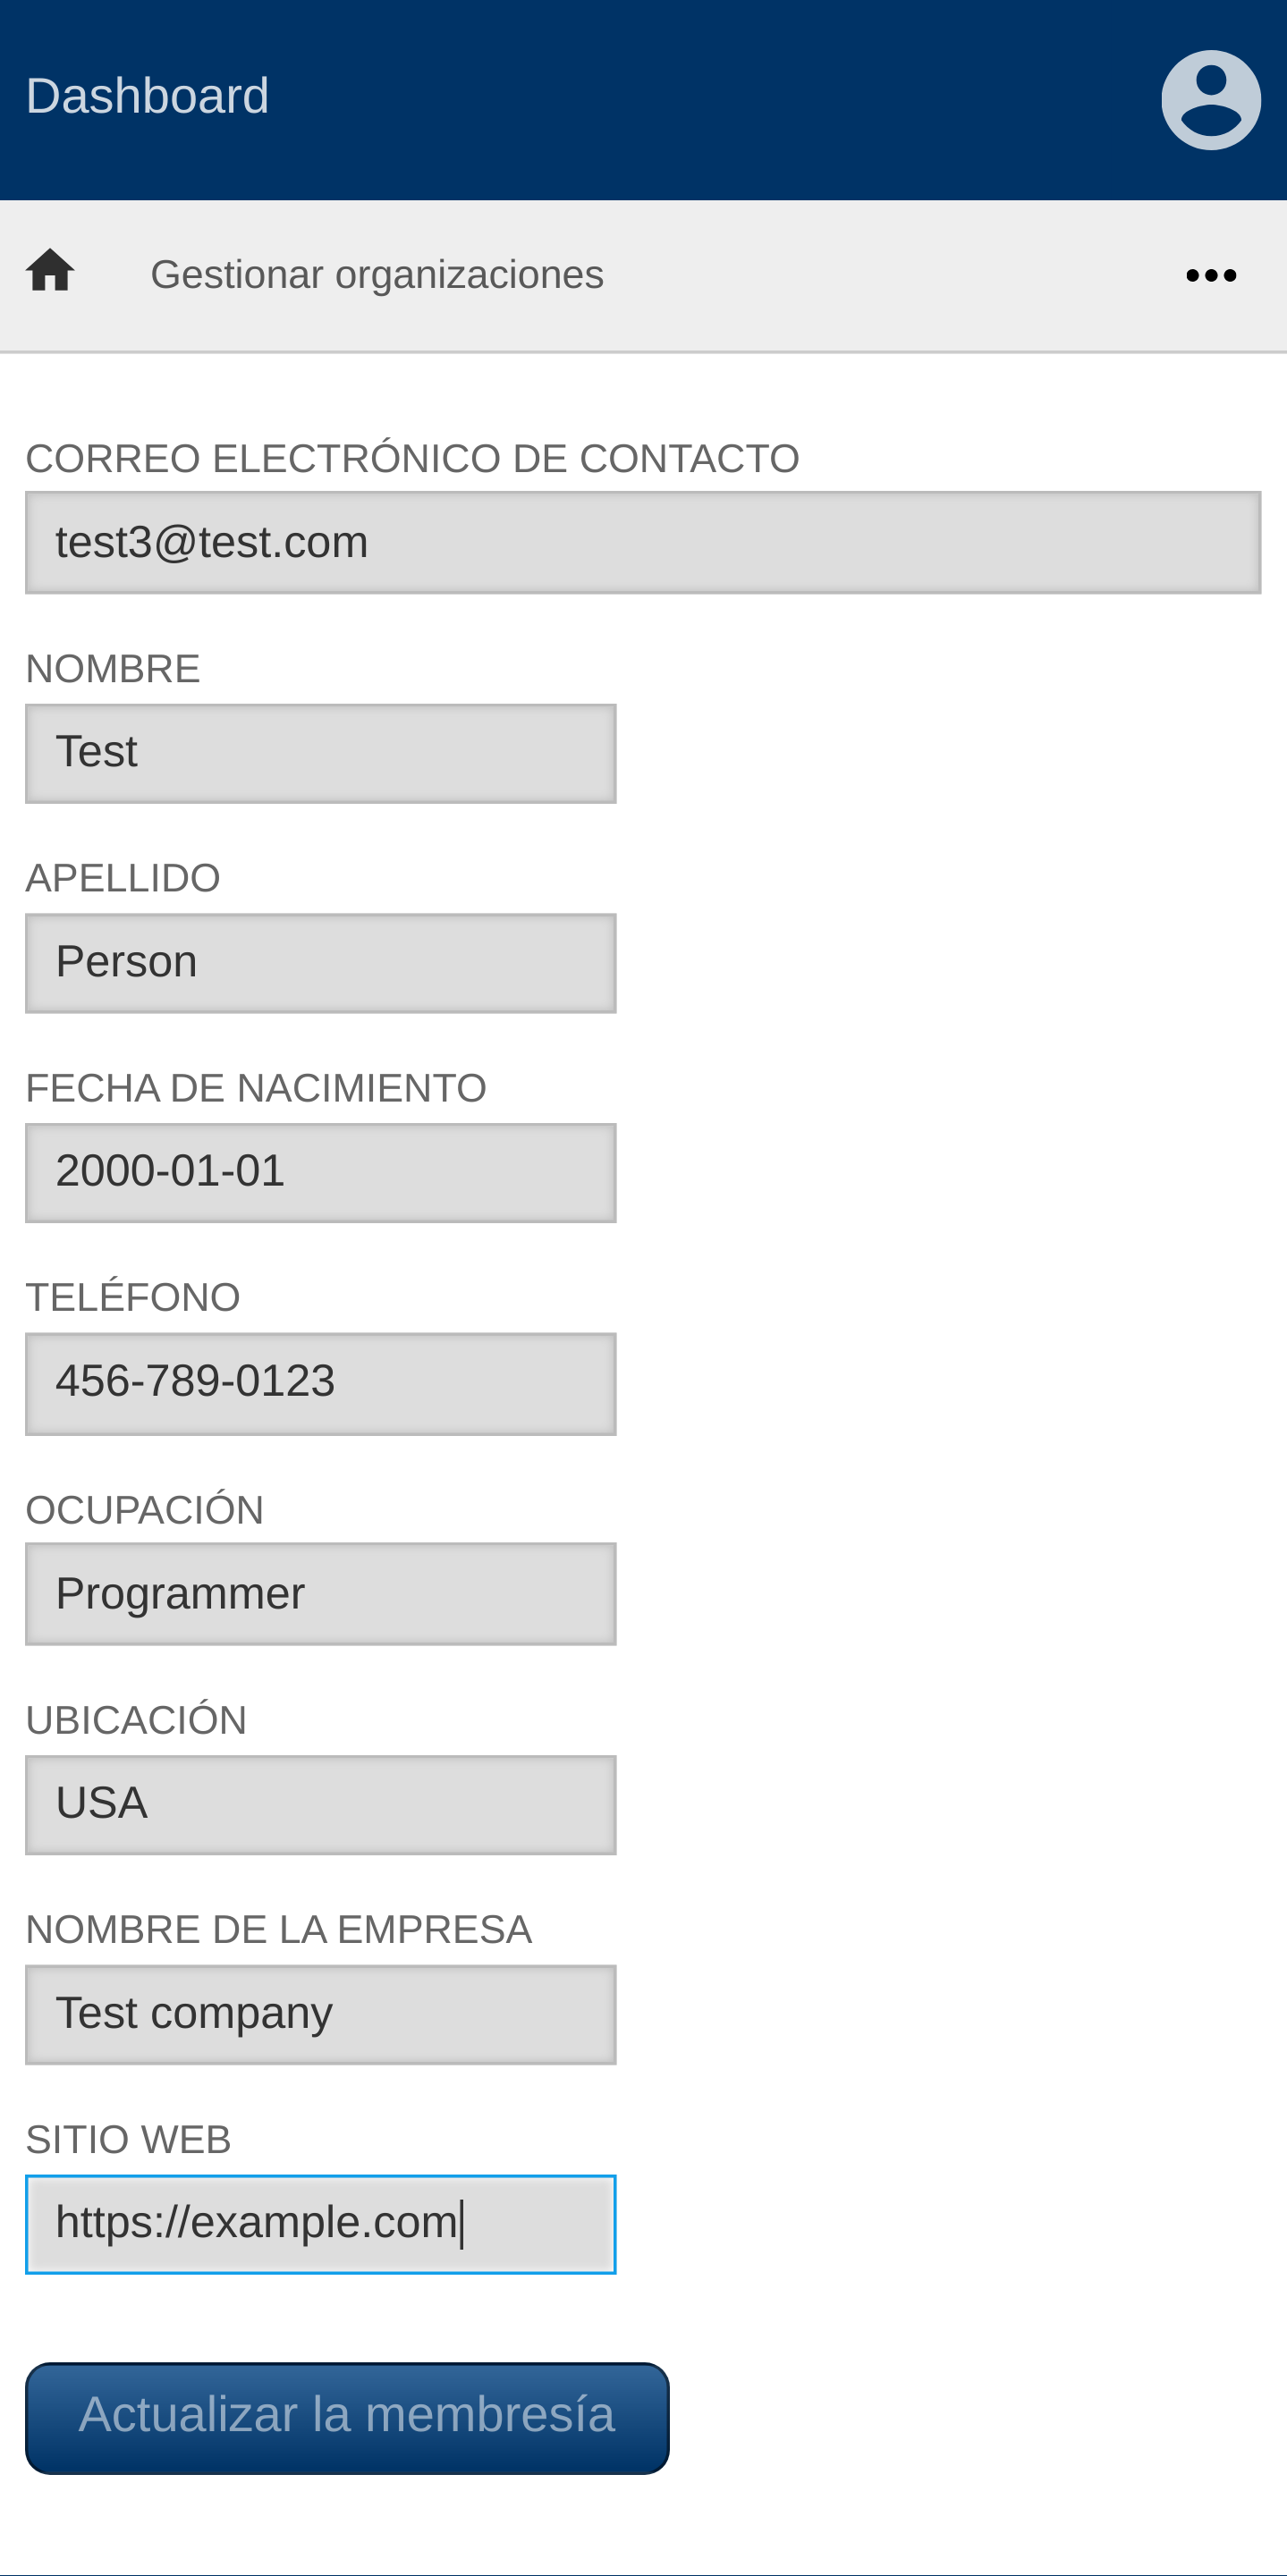 Dashboard
Gestionar organizaciones
CORREO ELECTRÓNICO DE CONTACTO
test3@test.com
NOMBRE
Test
APELLIDO
Person
FECHA DE NACIMIENTO
2000-01-01
TELÉFONO
456-789-0123
OCUPACIÓN
Programmer
UBICACIÓN
USA
NOMBRE DE LA EMPRESA
Test company
SITIO WEB
https://example.com
Actualizar la membresía